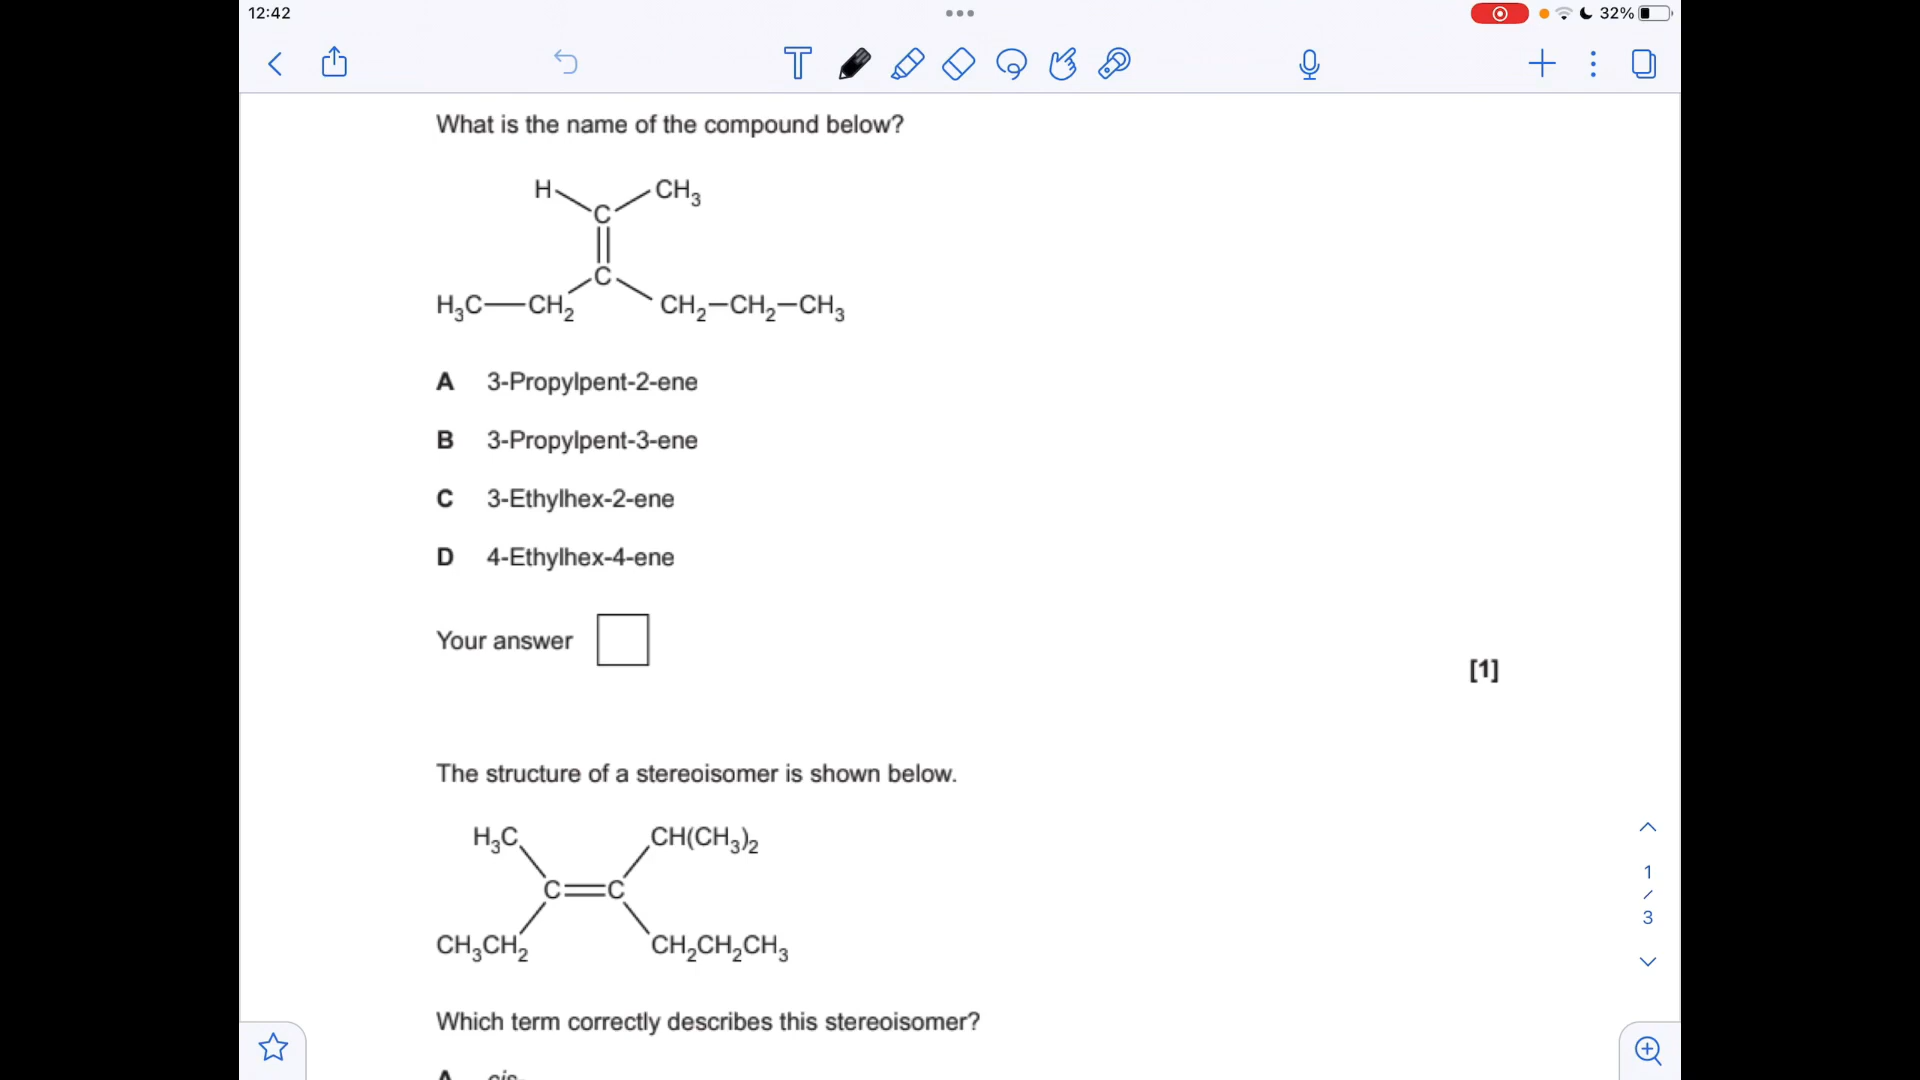 12:42
32%
What is the name of the compound below?
H CH₃
C
C
H₃C—CH₂ CH₂—CH₂—CH₃
A 3-Propylpent-2-ene
B 3-Propylpent-3-ene
C 3-Ethylhex-2-ene
D 4-Ethylhex-4-ene
Your answer
[1]
The structure of a stereoisomer is shown below.
H₃C CH(CH₃)₂
C=C
CH₃CH₂ CH₂CH₂CH₃
1
/
3
Which term correctly describes this stereoisomer?
A cis-